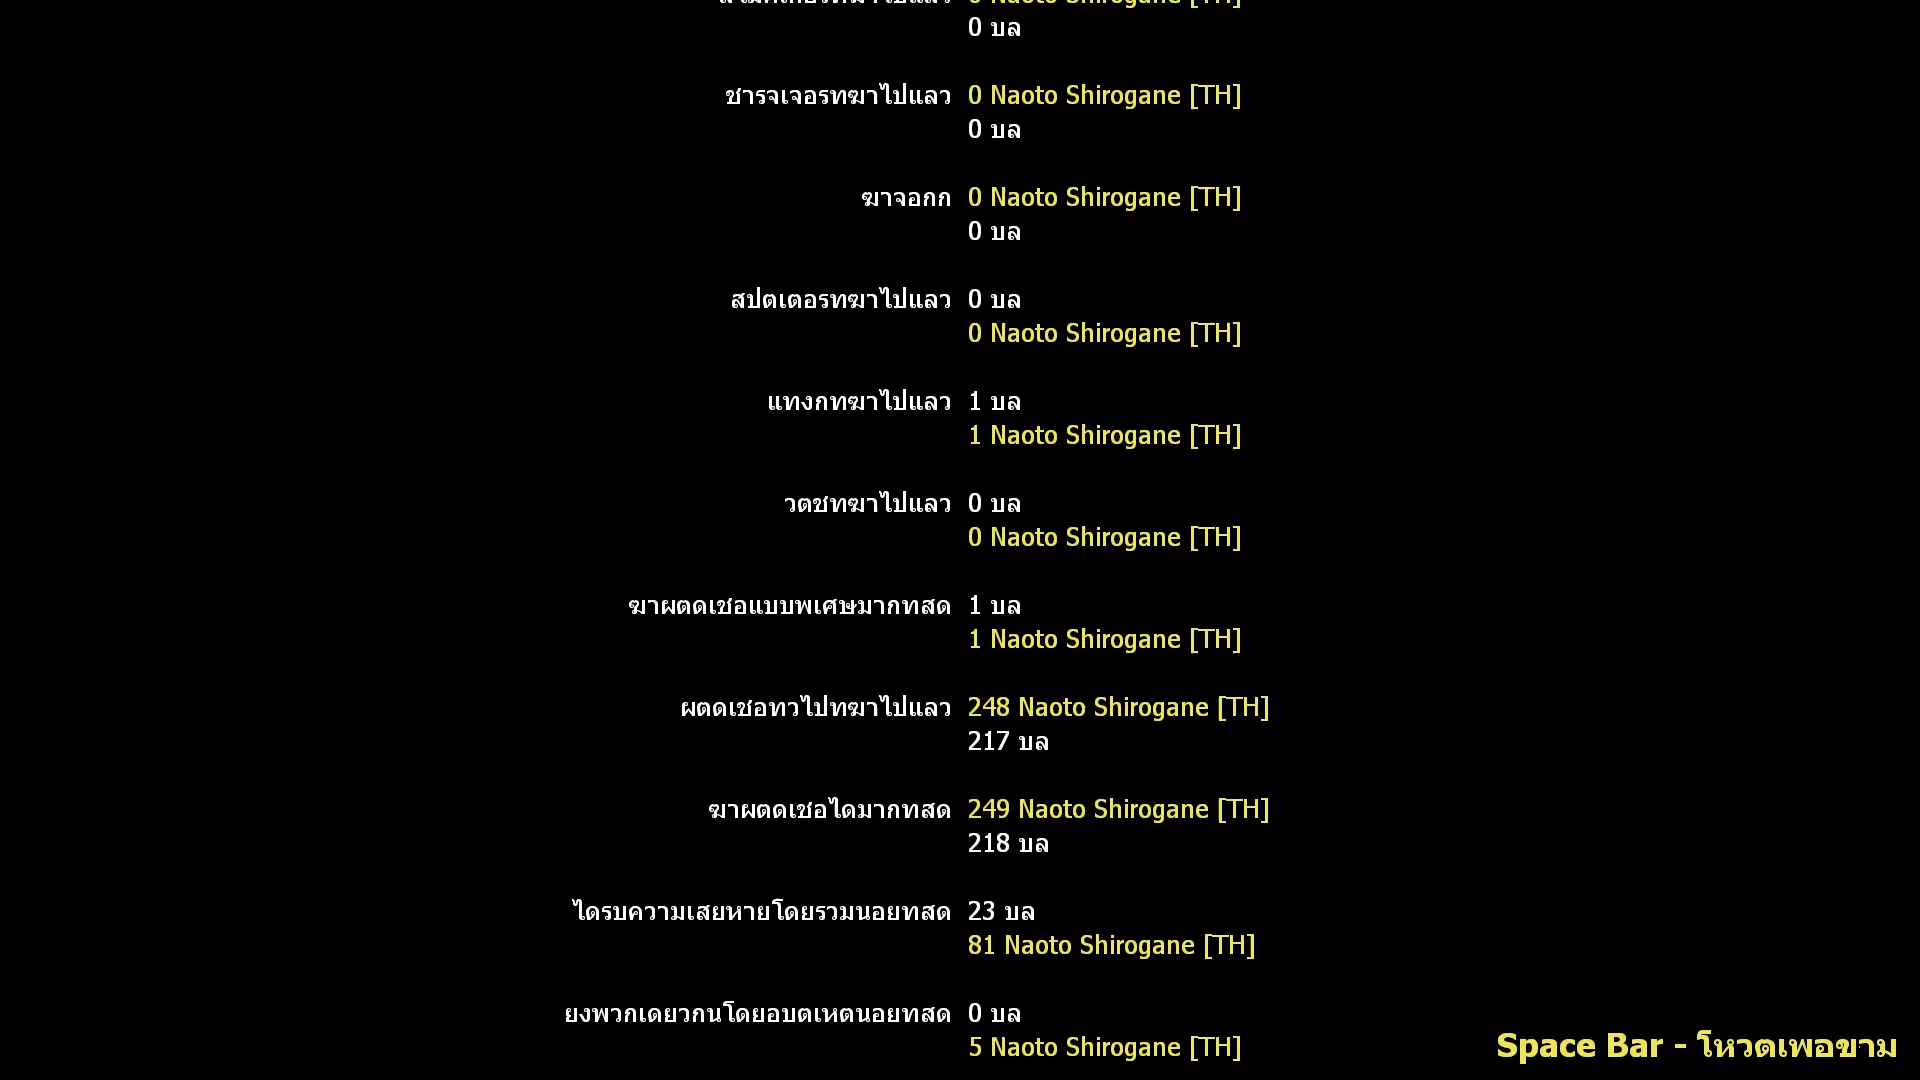 0 Naoto Shirogane [TH]
0 บล
ชารจเจอรทฆาไปแลว 0 Naoto Shirogane [TH]
0 บล
ฆาจอกก 0 Naoto Shirogane [TH]
0 บล
สปตเตอรทฆาไปแลว 0 บล
0 Naoto Shirogane [TH]
แทงกทฆาไปแลว 1 บล
1 Naoto Shirogane [TH]
วตชทฆาไปแลว 0 บล
0 Naoto Shirogane [TH]
ฆาผตดเชอแบบพเศษมากทสด 1 บล
1 Naoto Shirogane [TH]
ผตดเชอทวไปทฆาไปแลว 248 Naoto Shirogane [TH]
217 บล
ฆาผตดเชอไดมากทสด 249 Naoto Shirogane [TH]
218 บล
ไดรบความเสยหายโดยรวมนอยทสด 23 บล
81 Naoto Shirogane [TH]
ยงพวกเดยวกนโดยอบตเหตนอยทสด 0 บล
5 Naoto Shirogane [TH]
Space Bar - โหวตเพอขาม